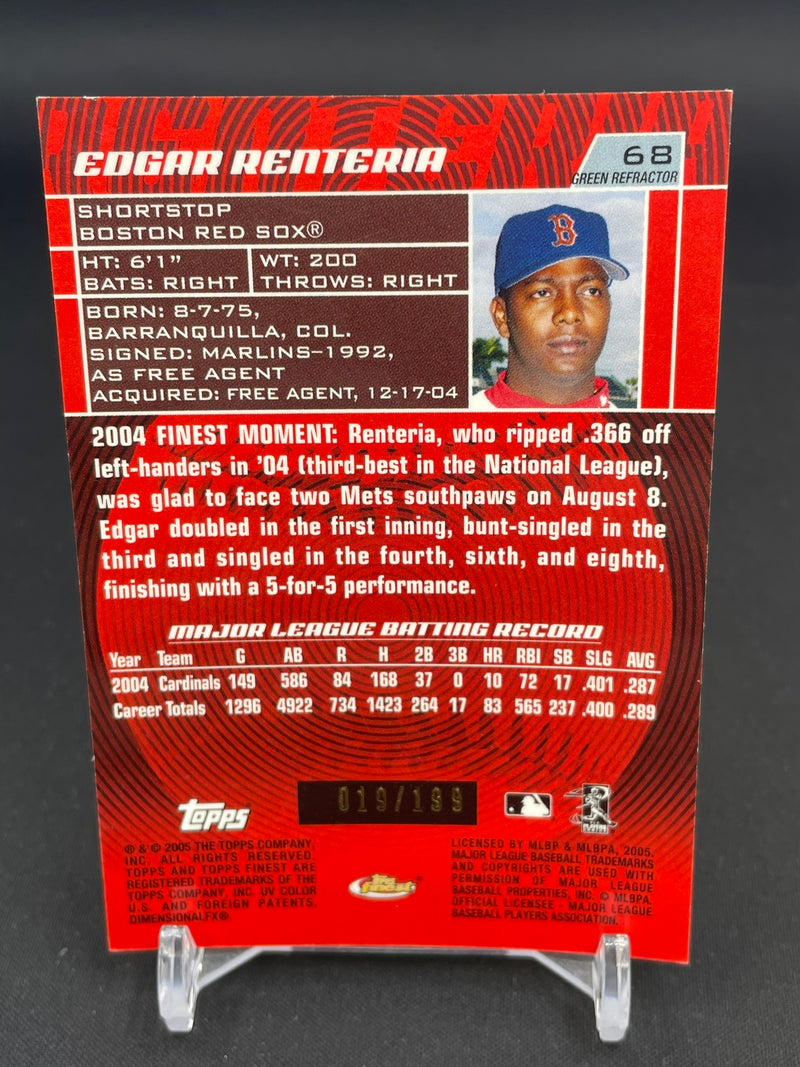 EDGAR RENTERIA
68
GREEN REFRACTOR
SHORTSTOP
BOSTON RED SOX®
HT: 6'1" WT: 200
BATS: RIGHT THROWS: RIGHT
BORN: 8-7-75,
BARRANQUILLA, COL.
SIGNED: MARLINS–1992,
AS FREE AGENT
ACQUIRED: FREE AGENT, 12-17-04
B
2004 FINEST MOMENT: Renteria, who ripped .366 off
left-handers in '04 (third-best in the National League),
was glad to face two Mets southpaws on August 8.
Edgar doubled in the first inning, bunt-singled in the
third and singled in the fourth, sixth, and eighth,
finishing with a 5-for-5 performance.
MAJOR LEAGUE BATTING RECORD
Year Team G AB R H 2B 3B HR RBI SB SLG AVG
2004 Cardinals 149 586 84 168 37 0 10 72 17 .401 .287
Career Totals 1296 4922 734 1423 264 17 83 565 237 .400 .289
019/199
Topps
® & © 2005 THE TOPPS COMPANY,
INC. ALL RIGHTS RESERVED.
TOPPS AND TOPPS FINEST ARE
REGISTERED TRADEMARKS OF THE
TOPPS COMPANY, INC. UV COLOR
U.S. AND FOREIGN PATENTS.
DIMENSIONALFX®.
Finest
LICENSED BY MLBP & MLBPA, 2005.
MAJOR LEAGUE BASEBALL TRADEMARKS
AND COPYRIGHTS ARE USED WITH
PERMISSION OF MAJOR LEAGUE
BASEBALL PROPERTIES, INC. © MLBPA.
OFFICIAL LICENSEE - MAJOR LEAGUE
BASEBALL PLAYERS ASSOCIATION.